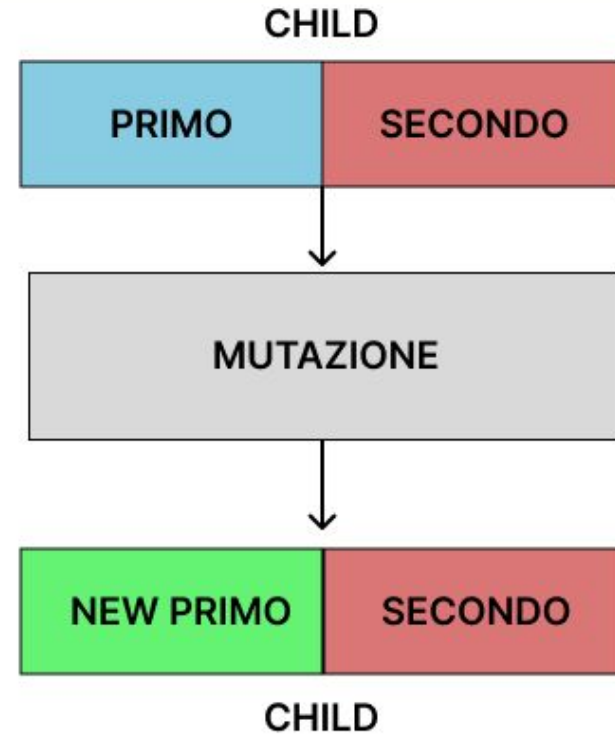 CHILD
PRIMO SECONDO
MUTAZIONE
NEW PRIMO SECONDO
CHILD